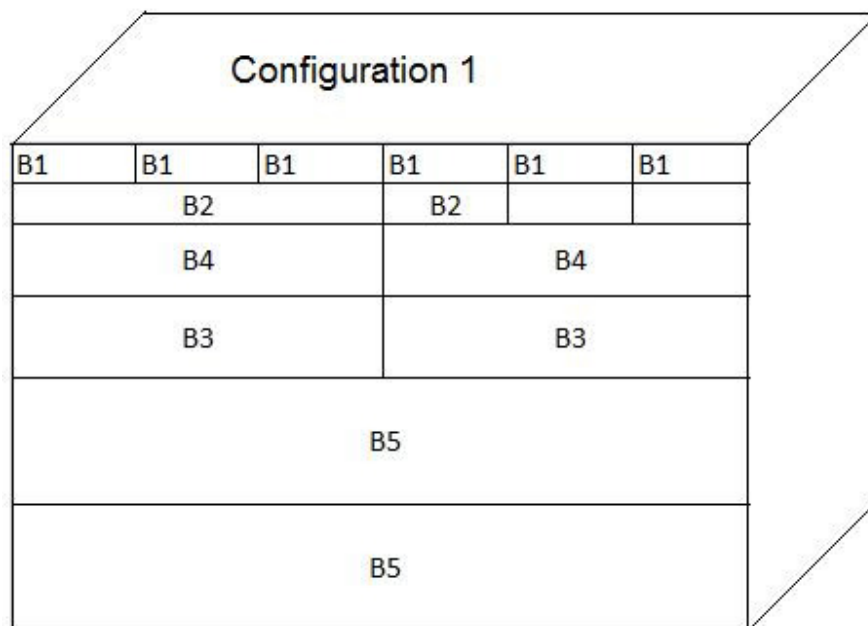 Configuration 1
B1 B1 B1 B1 B1 B1
B2 B2
B4 B4
B3 B3
B5
B5